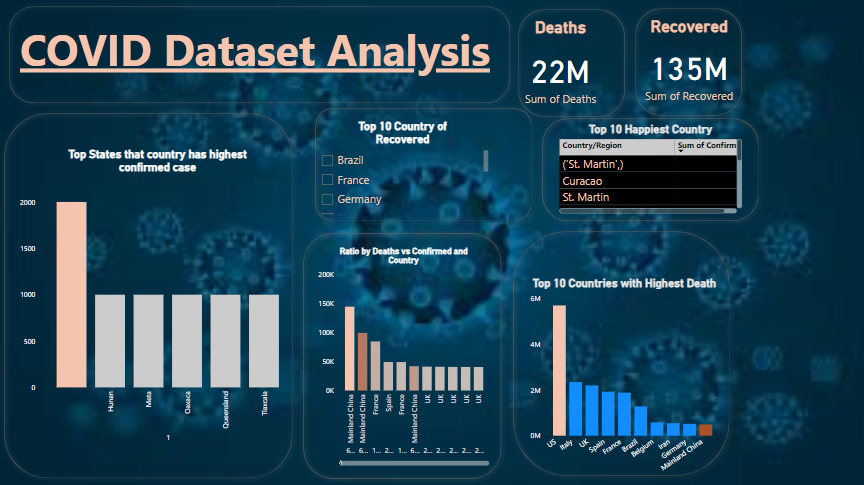 COVID Dataset Analysis
Deaths
22M
Sum of Deaths
Recovered
135M
Sum of Recovered
Top States that country has highest
confirmed case
2000
1500
1000
500
0
Hunan
Meta
Oaxaca
Queensland
Tlaxcala
1
Top 10 Country of
Recovered
Brazil
France
Germany
Top 10 Happiest Country
Country/Region
Sum of Confirm
('St. Martin',)
Curacao
St. Martin
Ratio by Deaths vs Confirmed and
Country
200K
150K
100K
50K
0K
Mainland China
Mainland China
France
Spain
France
Mainland China
UK
UK
UK
UK
UK
6... 6... 1... 2... 1... 6... 2... 2... 2... 2... 2...
Top 10 Countries with Highest Death
6M
4M
2M
0M
US
Italy
UK
Spain
France
Brazil
Belgium
Iran
Germany
Mainland China